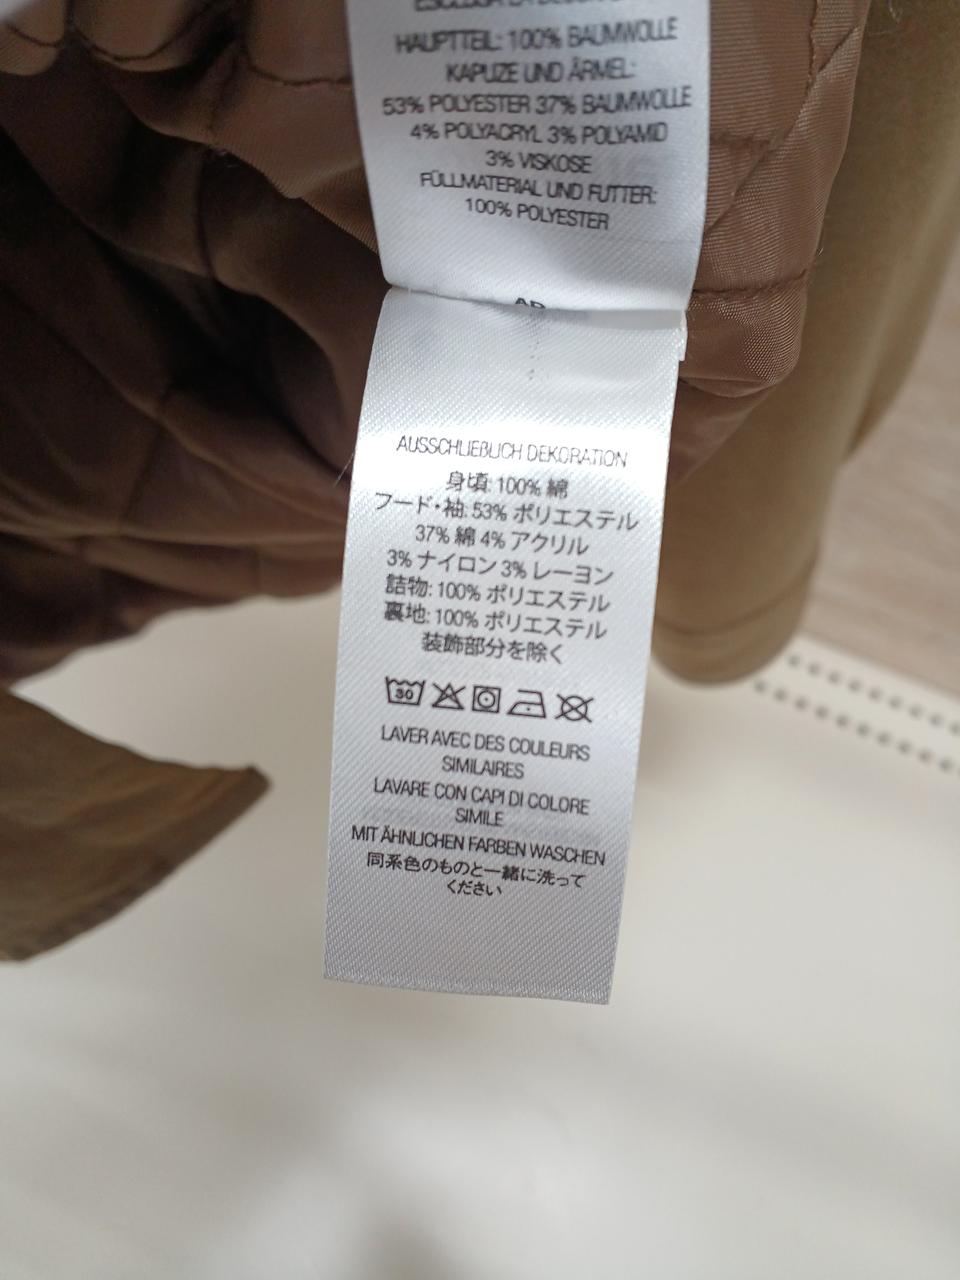 HAUPTTEIL: 100% BAUMWOLLE
KAPUZE UND ÄRMEL:
53% POLYESTER 37% BAUMWOLLE
4% POLYACRYL 3% POLYAMID
3% VISKOSE
FÜLLMATERIAL UND FUTTER:
100% POLYESTER
AUSSCHLIEßLICH DEKORATION
身頃: 100% 綿
フード・袖: 53% ポリエステル
37% 綿 4% アクリル
3% ナイロン 3% レーヨン
詰物: 100% ポリエステル
裏地: 100% ポリエステル
装飾部分を除く
30
LAVER AVEC DES COULEURS
SIMILAIRES
LAVARE CON CAPI DI COLORE
SIMILE
MIT ÄHNLICHEN FARBEN WASCHEN
同系色のものと一緒に洗って
ください